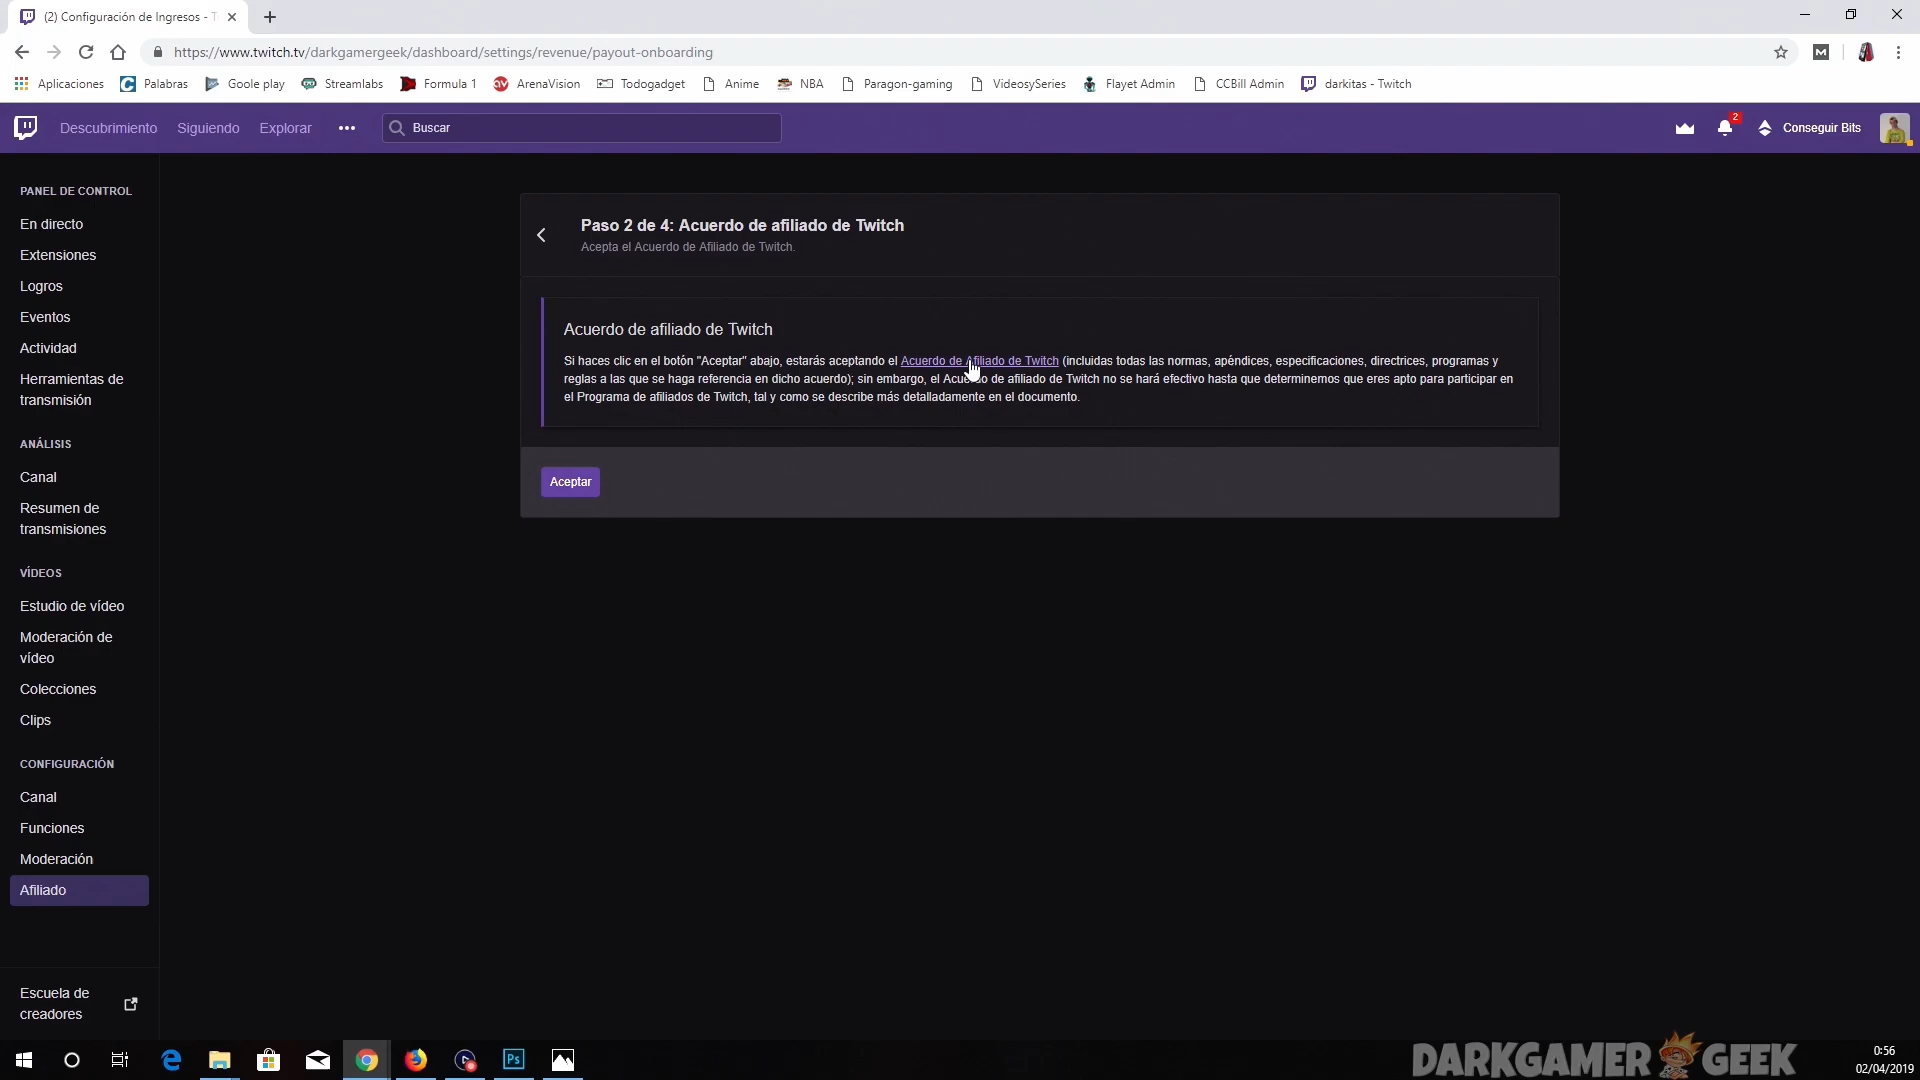 (2) Configuración de Ingresos - T
https://www.twitch.tv/darkgamergeek/dashboard/settings/revenue/payout-onboarding
Aplicaciones
Palabras
Goole play
Streamlabs
Formula 1
ArenaVision
Todogadget
Anime
NBA
Paragon-gaming
VideosySeries
Flayet Admin
CCBill Admin
darkitas - Twitch
Descubrimiento
Siguiendo
Explorar
Buscar
2
Conseguir Bits
PANEL DE CONTROL
En directo
Extensiones
Logros
Eventos
Actividad
Herramientas de
transmisión
ANÁLISIS
Canal
Resumen de
transmisiones
VÍDEOS
Estudio de vídeo
Moderación de
vídeo
Colecciones
Clips
CONFIGURACIÓN
Canal
Funciones
Moderación
Afiliado
Escuela de
creadores
Paso 2 de 4: Acuerdo de afiliado de Twitch
Acepta el Acuerdo de Afiliado de Twitch.
Acuerdo de afiliado de Twitch
Si haces clic en el botón "Aceptar" abajo, estarás aceptando el Acuerdo de Afiliado de Twitch (incluidas todas las normas, apéndices, especificaciones, directrices, programas y
reglas a las que se haga referencia en dicho acuerdo); sin embargo, el Acuerdo de afiliado de Twitch no se hará efectivo hasta que determinemos que eres apto para participar en
el Programa de afiliados de Twitch, tal y como se describe más detalladamente en el documento.
Aceptar
Ps
DARKGAMER GEEK
0:56
02/04/2019